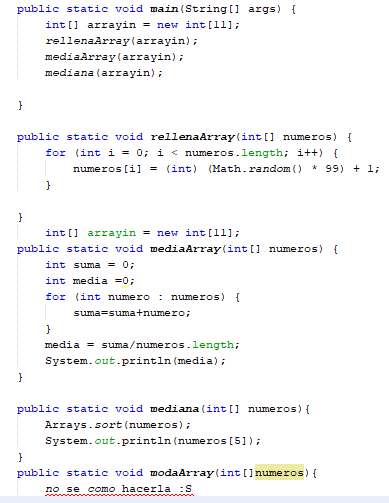 public static void main(String[] args) {
int[] arrayin = new int[11];
rellenaArray(arrayin);
mediaArray(arrayin);
mediana(arrayin);
}
public static void rellenaArray(int[] numeros) {
for (int i = 0; i < numeros.length; i++) {
numeros[i] = (int) (Math.random() * 99) + 1;
}
}
int[] arrayin = new int[11];
public static void mediaArray(int[] numeros) {
int suma = 0;
int media =0;
for (int numero : numeros) {
suma=suma+numero;
}
media = suma/numeros.length;
System.out.println(media);
}
public static void mediana(int[] numeros){
Arrays.sort(numeros);
System.out.println(numeros[5]);
}
public static void modaArray(int[]numeros){
no se como hacerla :S